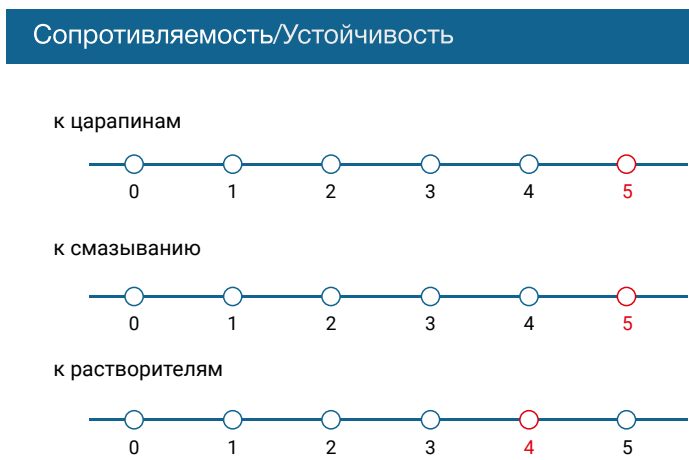 Сопротивляемость/Устойчивость
к царапинам
0 1 2 3 4 5
к смазыванию
0 1 2 3 4 5
к растворителям
0 1 2 3 4 5